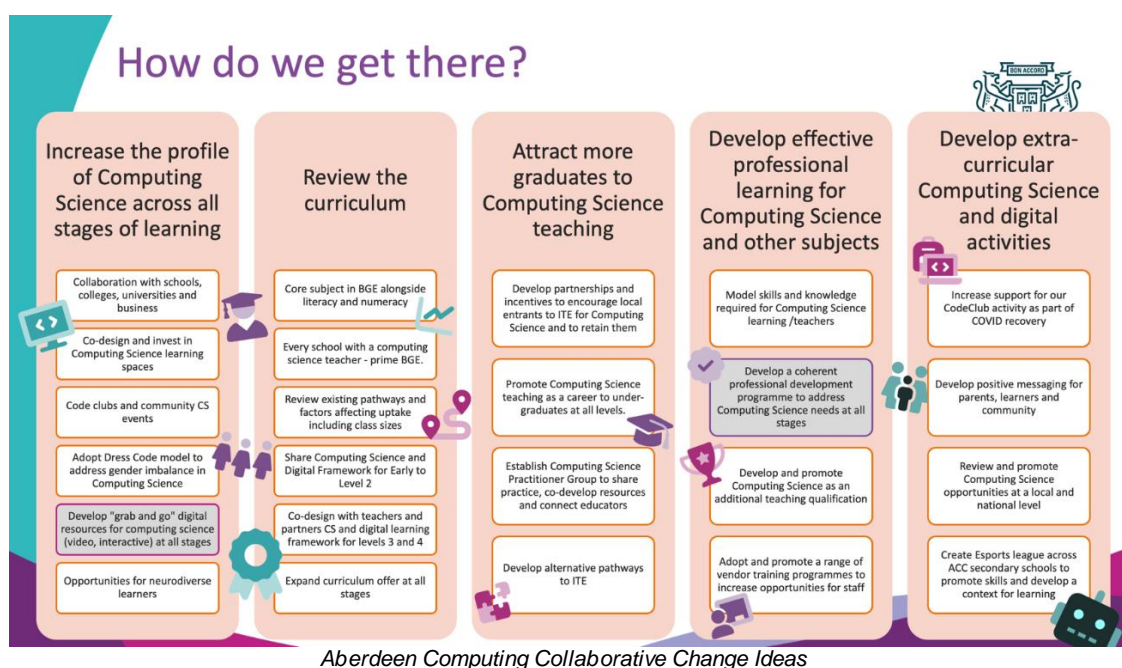 How do we get there?
BON ACCORD
Increase the profile
of Computing
Science across all
stages of learning
Collaboration with schools,
colleges, universities and
business
Co-design and invest in
Computing Science learning
spaces
Code clubs and community CS
events
Adopt Dress Code model to
address gender imbalance in
Computing Science
Develop "grab and go" digital
resources for computing science
(video, interactive) at all stages
Opportunities for neurodiverse
learners
Review the
curriculum
Core subject in BGE alongside
literacy and numeracy
Every school with a computing
science teacher - prime BGE.
Review existing pathways and
factors affecting uptake
including class sizes
Share Computing Science and
Digital Framework for Early to
Level 2
Co-design with teachers and
partners CS and digital learning
framework for levels 3 and 4
Expand curriculum offer at all
stages
Attract more
graduates to
Computing Science
teaching
Develop partnerships and
incentives to encourage local
entrants to ITE for Computing
Science and to retain them
Promote Computing Science
teaching as a career to under-
graduates at all levels.
Establish Computing Science
Practitioner Group to share
practice, co-develop resources
and connect educators
Develop alternative pathways
to ITE
Develop effective
professional
learning for
Computing Science
and other subjects
Model skills and knowledge
required for Computing Science
learning /teachers
Develop a coherent
professional development
programme to address
Computing Science needs at all
stages
Develop and promote
Computing Science as an
additional teaching qualification
Adopt and promote a range of
vendor training programmes to
increase opportunities for staff
Develop extra-
curricular
Computing Science
and digital
activities
Increase support for our
CodeClub activity as part of
COVID recovery
Develop positive messaging for
parents, learners and
community
Review and promote
Computing Science
opportunities at a local and
national level
Create Esports league across
ACC secondary schools to
promote skills and develop a
context for learning
Aberdeen Computing Collaborative Change Ideas